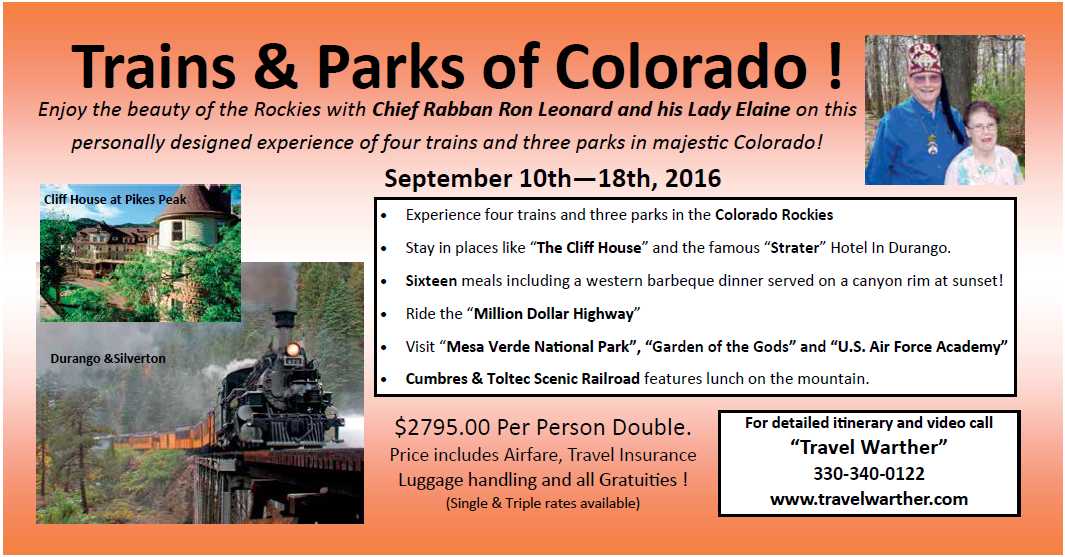 Trains & Parks of Colorado !
Enjoy the beauty of the Rockies with Chief Rabban Ron Leonard and his Lady Elaine on this
personally designed experience of four trains and three parks in majestic Colorado!
September 10th—18th, 2016
Cliff House at Pikes Peak
Durango &Silverton
• Experience four trains and three parks in the Colorado Rockies
• Stay in places like “The Cliff House” and the famous “Strater” Hotel In Durango.
• Sixteen meals including a western barbeque dinner served on a canyon rim at sunset!
• Ride the “Million Dollar Highway”
• Visit “Mesa Verde National Park”, “Garden of the Gods” and “U.S. Air Force Academy”
• Cumbres & Toltec Scenic Railroad features lunch on the mountain.
$2795.00 Per Person Double.
Price includes Airfare, Travel Insurance
Luggage handling and all Gratuities !
(Single & Triple rates available)
For detailed itinerary and video call
“Travel Warther”
330-340-0122
www.travelwarther.com